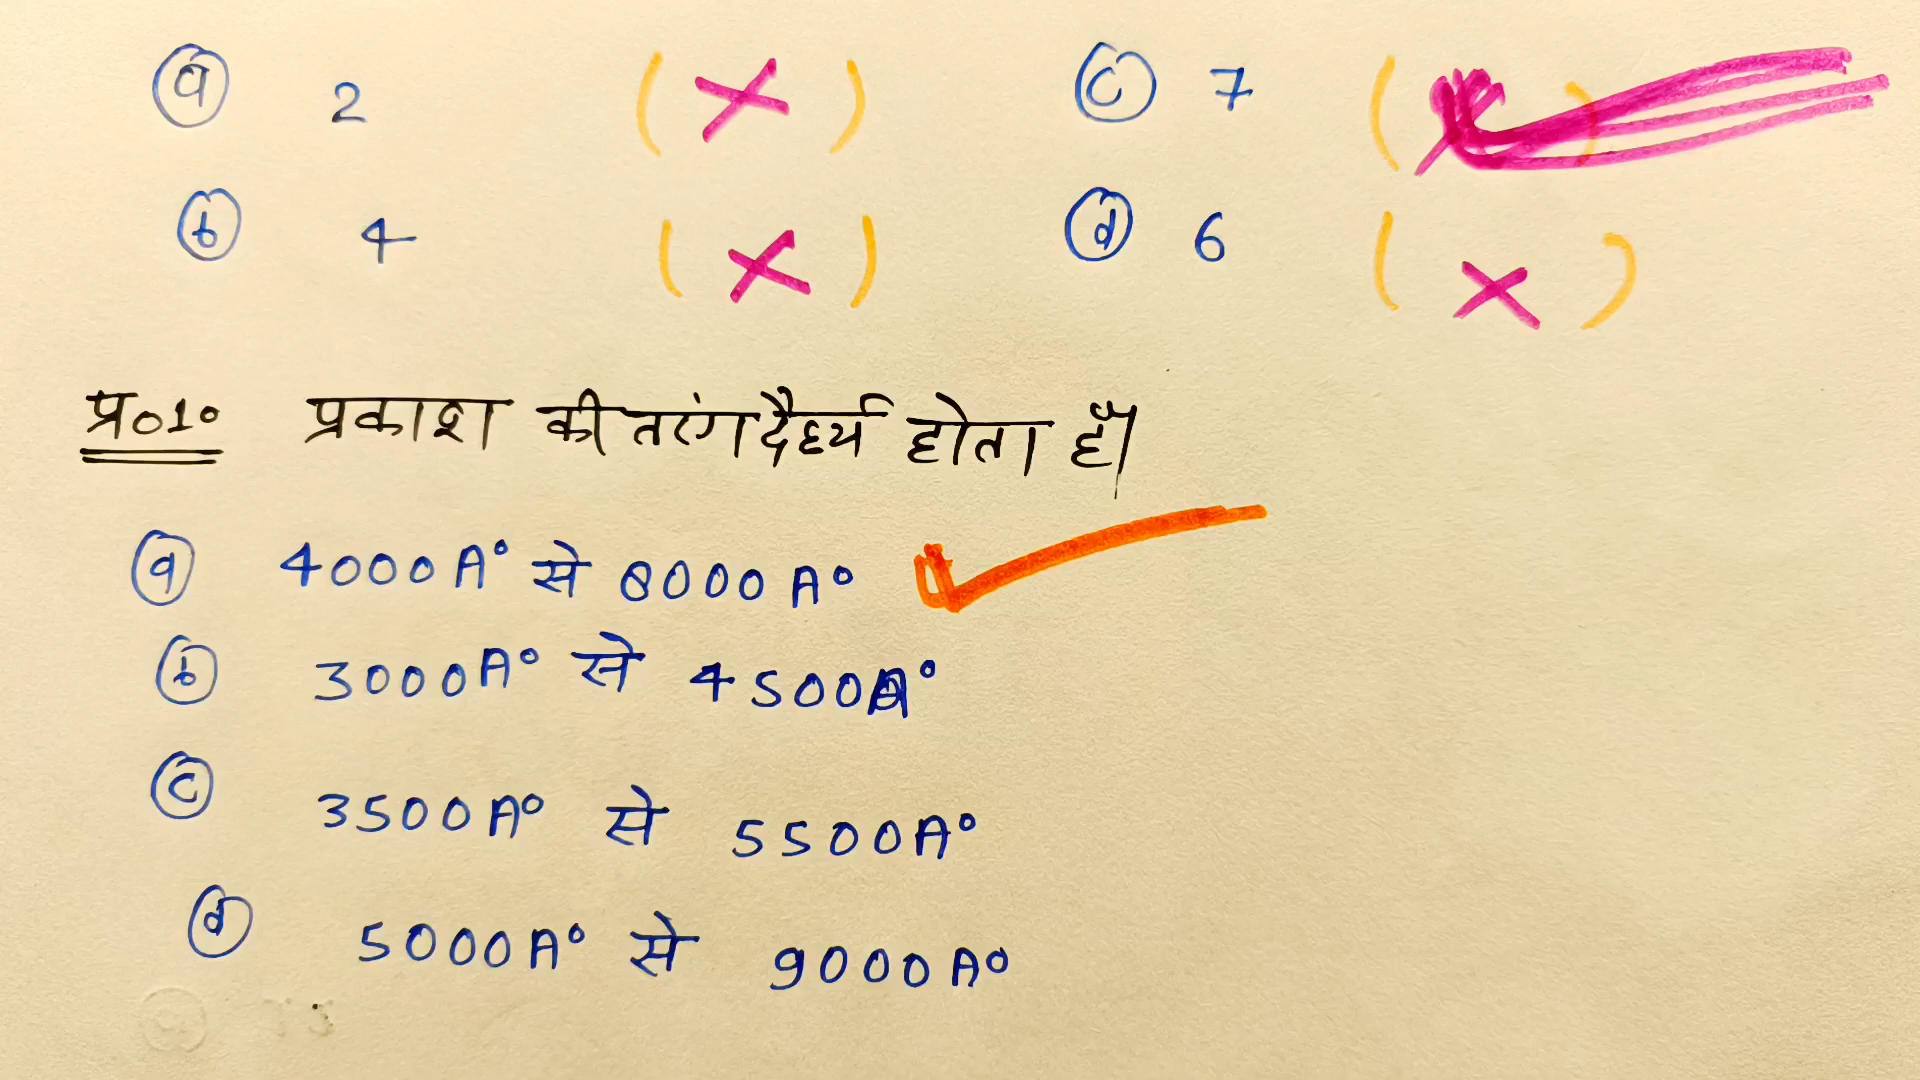 a 2 ( × ) c 7 ( )
b 4 ( × ) d 6 ( × )
प्र०1० प्रकाश की तरंगदैर्ध्य होता हैं।
a 4000A° से 8000A°
b 3000A° से 4500A°
c 3500A° से 5500A°
d 5000A° से 9000A°